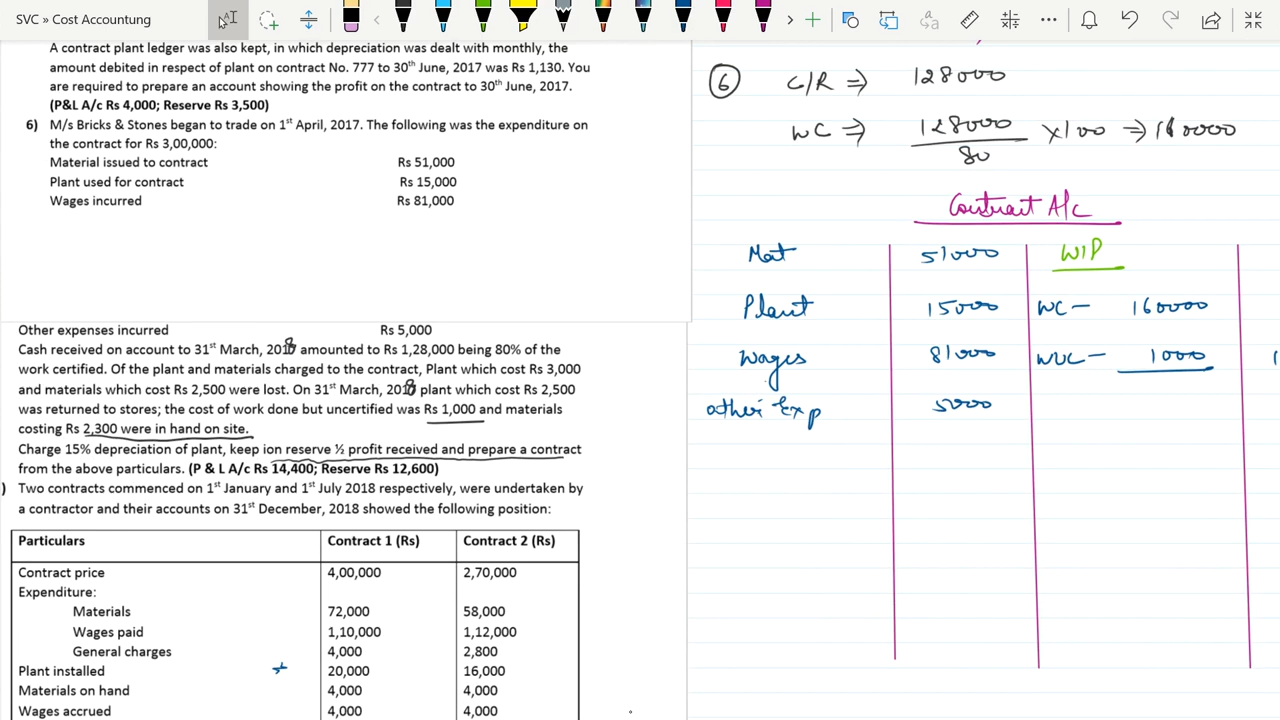 SVC » Cost Accountung
A contract plant ledger was also kept, in which depreciation was dealt with monthly, the
amount debited in respect of plant on contract No. 777 to 30th June, 2017 was Rs 1,130. You
are required to prepare an account showing the profit on the contract to 30th June, 2017.
(P&L A/c Rs 4,000; Reserve Rs 3,500)
6) M/s Bricks & Stones began to trade on 1st April, 2017. The following was the expenditure on
the contract for Rs 3,00,000:
Material issued to contract Rs 51,000
Plant used for contract Rs 15,000
Wages incurred Rs 81,000
Other expenses incurred Rs 5,000
Cash received on account to 31st March, 2018 amounted to Rs 1,28,000 being 80% of the
work certified. Of the plant and materials charged to the contract, Plant which cost Rs 3,000
and materials which cost Rs 2,500 were lost. On 31st March, 2018 plant which cost Rs 2,500
was returned to stores; the cost of work done but uncertified was Rs 1,000 and materials
costing Rs 2,300 were in hand on site.
Charge 15% depreciation of plant, keep ion reserve ½ profit received and prepare a contract
from the above particulars. (P & L A/c Rs 14,400; Reserve Rs 12,600)
) Two contracts commenced on 1st January and 1st July 2018 respectively, were undertaken by
a contractor and their accounts on 31st December, 2018 showed the following position:
Particulars Contract 1 (Rs) Contract 2 (Rs)
Contract price 4,00,000 2,70,000
Expenditure:
Materials 72,000 58,000
Wages paid 1,10,000 1,12,000
General charges 4,000 2,800
Plant installed 20,000 16,000
Materials on hand 4,000 4,000
Wages accrued 4,000 4,000
6 C/R ⇒ 128000
WC ⇒ 128000 / 80 ×100 ⇒ 160000
Contract A/c
Mat 51000 WIP
Plant 15000 WC – 160000
Wages 81000 WUC – 1000 1
other Exp 5000